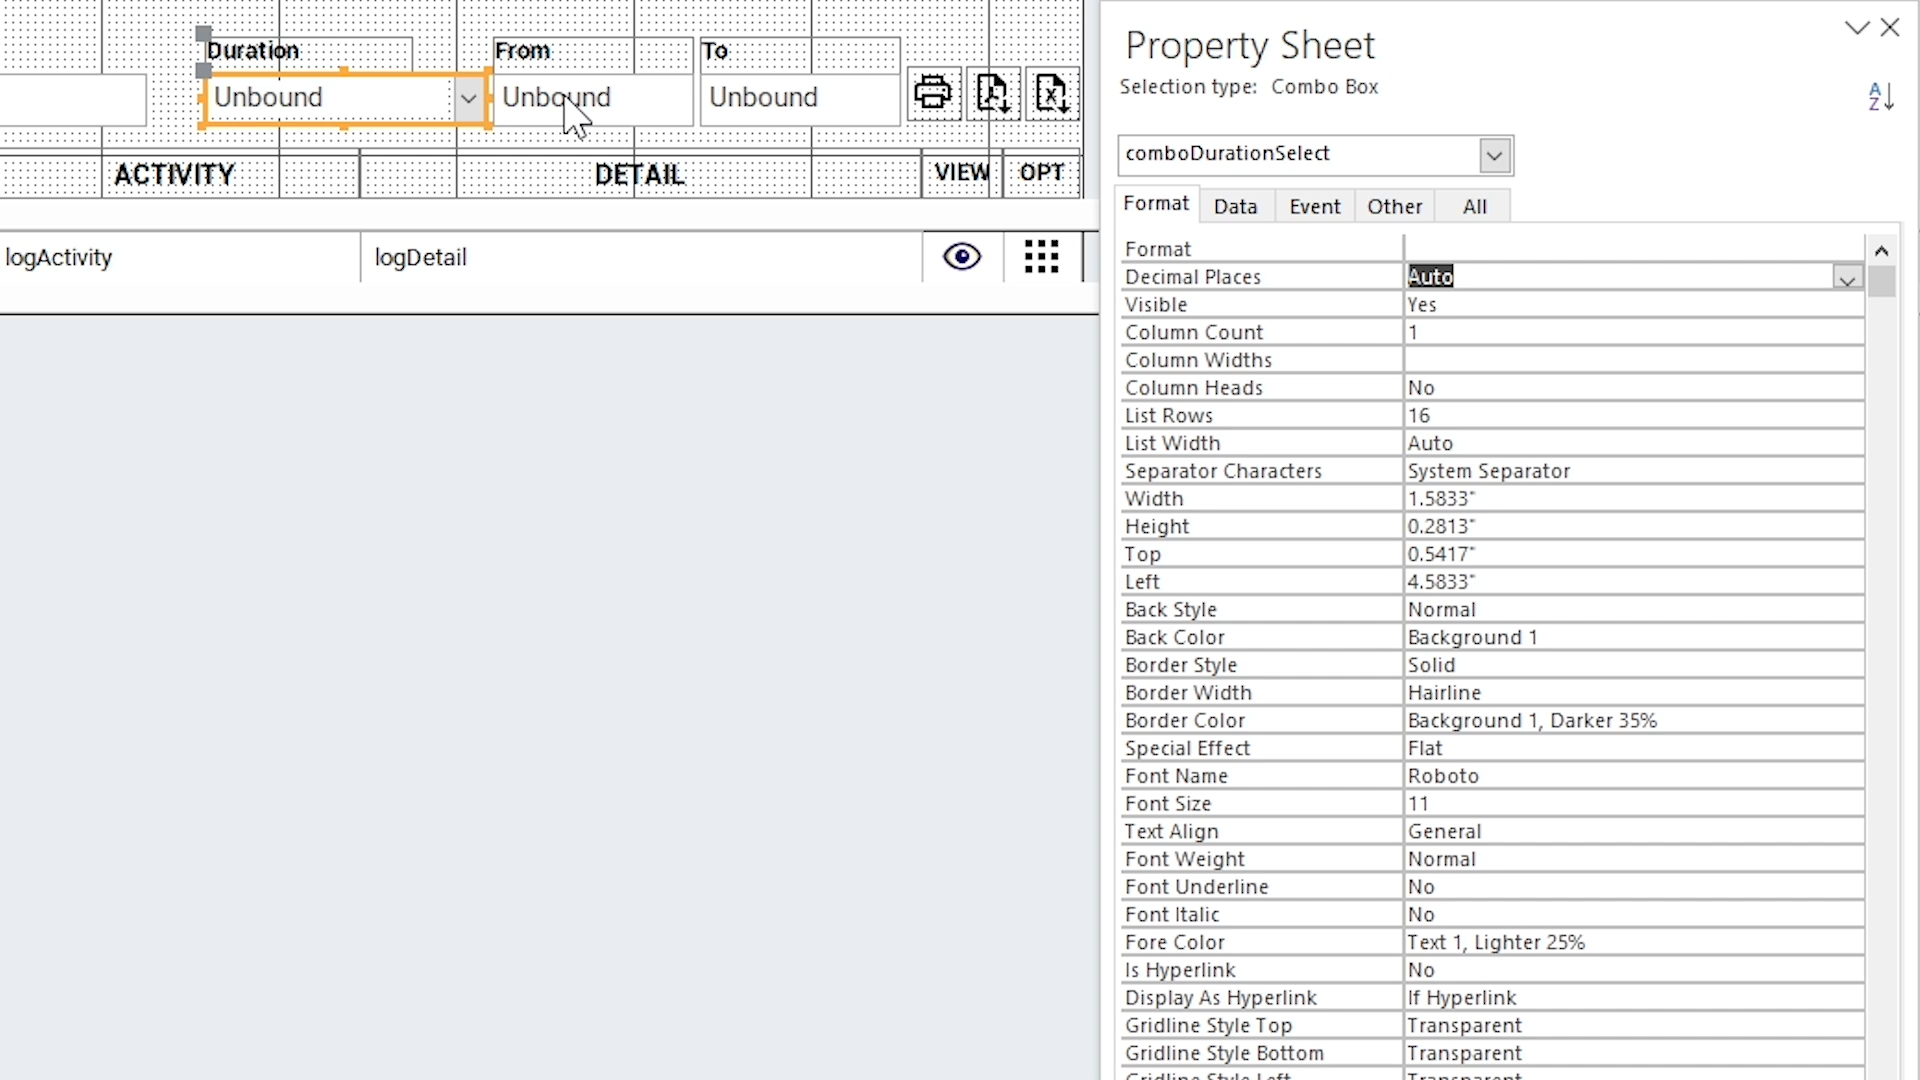 Duration From To
Unbound Unbound Unbound
ACTIVITY DETAIL VIEW OPT
logActivity logDetail
Property Sheet
Selection type: Combo Box
comboDurationSelect
Format Data Event Other All
Format
Decimal Places Auto
Visible Yes
Column Count 1
Column Widths
Column Heads No
List Rows 16
List Width Auto
Separator Characters System Separator
Width 1.5833"
Height 0.2813"
Top 0.5417"
Left 4.5833"
Back Style Normal
Back Color Background 1
Border Style Solid
Border Width Hairline
Border Color Background 1, Darker 35%
Special Effect Flat
Font Name Roboto
Font Size 11
Text Align General
Font Weight Normal
Font Underline No
Font Italic No
Fore Color Text 1, Lighter 25%
Is Hyperlink No
Display As Hyperlink If Hyperlink
Gridline Style Top Transparent
Gridline Style Bottom Transparent
Gridline Style Left Transparent